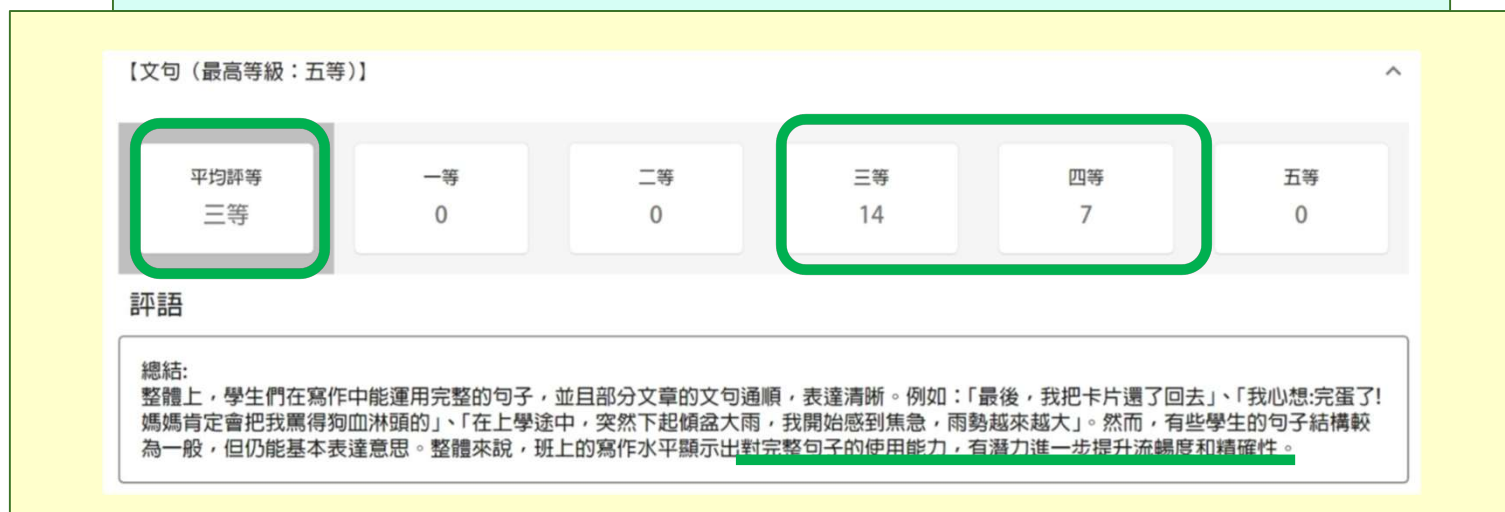 【文句（最高等級：五等）】
平均評等 一等 二等 三等 四等 五等
三等 0 0 14 7 0
評語
總結:
整體上，學生們在寫作中能運用完整的句子，並且部分文章的文句通順，表達清晰。例如：「最後，我把卡片還了回去」、「我心想:完蛋了!
媽媽肯定會把我罵得狗血淋頭的」、「在上學途中，突然下起傾盆大雨，我開始感到焦急，雨勢越來越大」。然而，有些學生的句子結構較
為一般，但仍能基本表達意思。整體來說，班上的寫作水平顯示出對完整句子的使用能力，有潛力進一步提升流暢度和精確性。